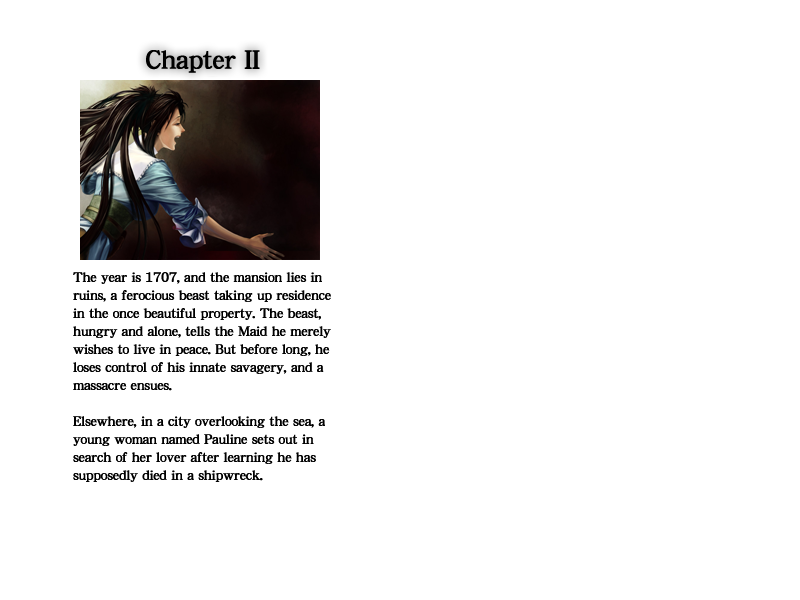 Chapter II
The year is 1707, and the mansion lies in
ruins, a ferocious beast taking up residence
in the once beautiful property. The beast,
hungry and alone, tells the Maid he merely
wishes to live in peace. But before long, he
loses control of his innate savagery, and a
massacre ensues.
Elsewhere, in a city overlooking the sea, a
young woman named Pauline sets out in
search of her lover after learning he has
supposedly died in a shipwreck.